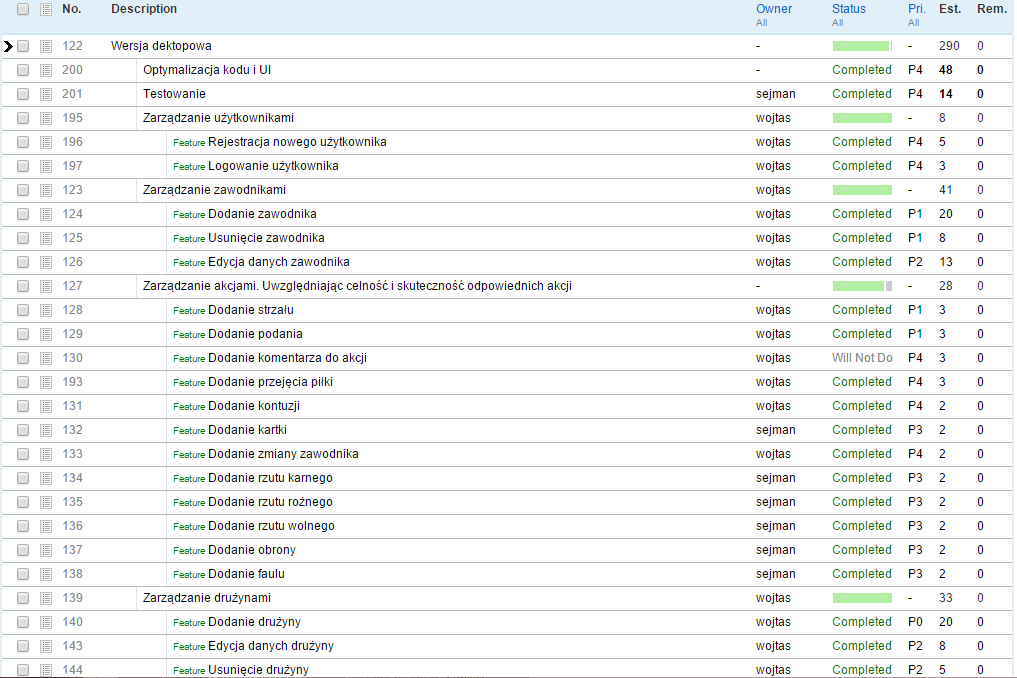 No. Description Owner Status Pri. Est. Rem.
All All All
122 Wersja dektopowa - - 290 0
200 Optymalizacja kodu i UI - Completed P4 48 0
201 Testowanie sejman Completed P4 14 0
195 Zarządzanie użytkownikami wojtas - 8 0
196 Feature Rejestracja nowego użytkownika wojtas Completed P4 5 0
197 Feature Logowanie użytkownika wojtas Completed P4 3 0
123 Zarządzanie zawodnikami wojtas - 41 0
124 Feature Dodanie zawodnika wojtas Completed P1 20 0
125 Feature Usunięcie zawodnika wojtas Completed P1 8 0
126 Feature Edycja danych zawodnika wojtas Completed P2 13 0
127 Zarządzanie akcjami. Uwzględniając celność i skuteczność odpowiednich akcji - - 28 0
128 Feature Dodanie strzału wojtas Completed P1 3 0
129 Feature Dodanie podania wojtas Completed P1 3 0
130 Feature Dodanie komentarza do akcji wojtas Will Not Do P4 3 0
193 Feature Dodanie przejęcia piłki wojtas Completed P4 3 0
131 Feature Dodanie kontuzji wojtas Completed P4 2 0
132 Feature Dodanie kartki sejman Completed P3 2 0
133 Feature Dodanie zmiany zawodnika wojtas Completed P4 2 0
134 Feature Dodanie rzutu karnego sejman Completed P3 2 0
135 Feature Dodanie rzutu rożnego sejman Completed P3 2 0
136 Feature Dodanie rzutu wolnego sejman Completed P3 2 0
137 Feature Dodanie obrony sejman Completed P3 2 0
138 Feature Dodanie faulu sejman Completed P3 2 0
139 Zarządzanie drużynami wojtas - 33 0
140 Feature Dodanie drużyny wojtas Completed P0 20 0
143 Feature Edycja danych drużyny wojtas Completed P2 8 0
144 Feature Usunięcie drużyny wojtas Completed P2 5 0